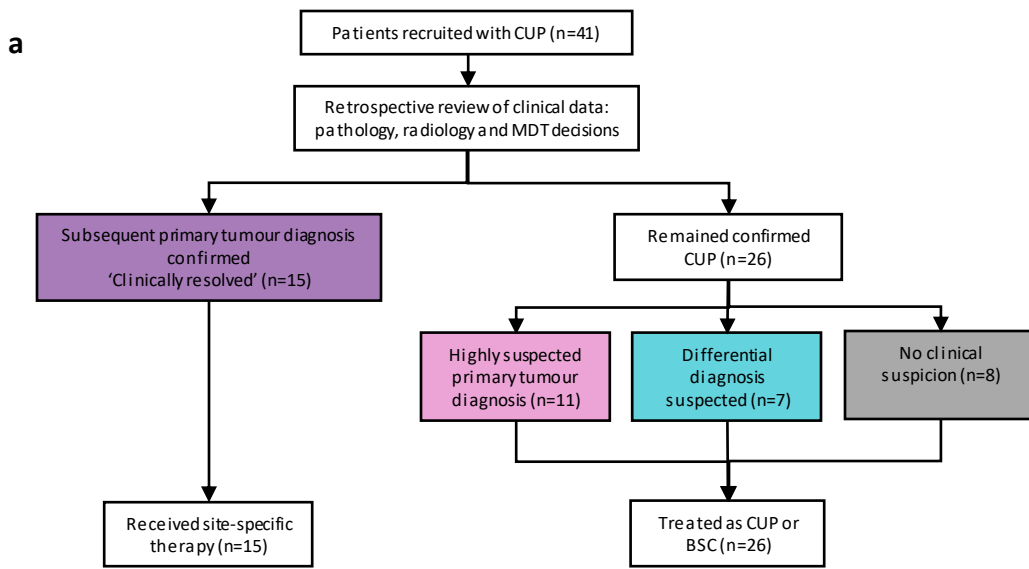 a
Patients recruited with CUP (n=41)
Retrospective review of clinical data:
pathology, radiology and MDT decisions
Subsequent primary tumour diagnosis
confirmed
‘Clinically resolved’ (n=15)
Remained confirmed
CUP (n=26)
Highly suspected
primary tumour
diagnosis (n=11)
Differential
diagnosis
suspected (n=7)
No clinical
suspicion (n=8)
Received site-specific
therapy (n=15)
Treated as CUP or
BSC (n=26)